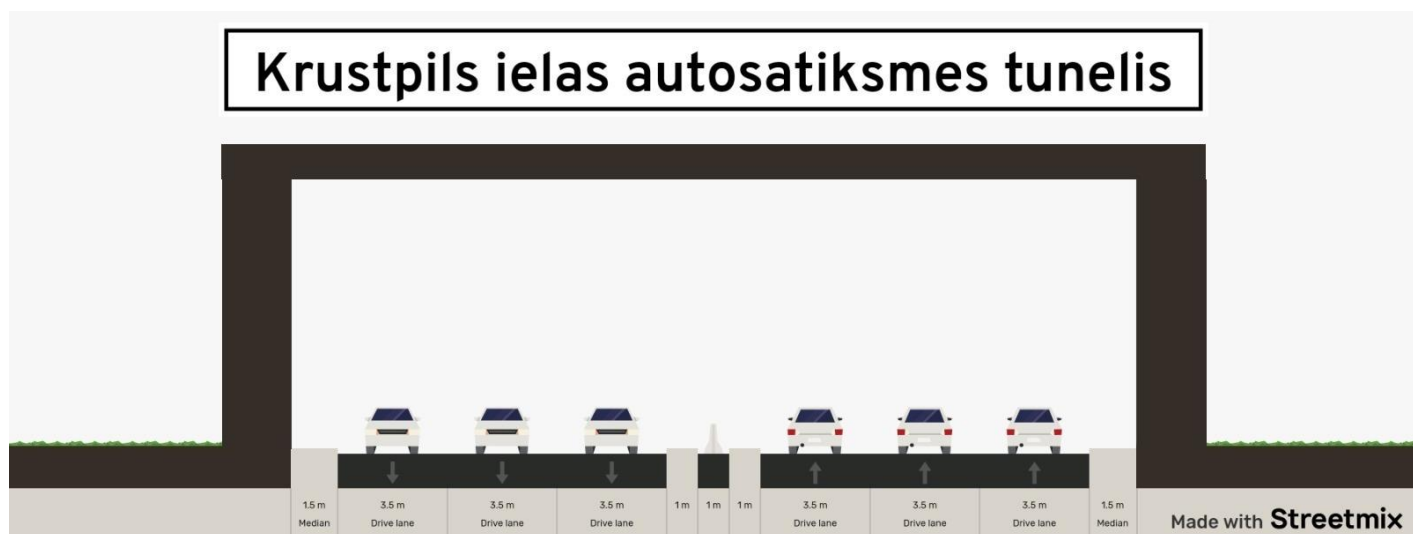 Krustpils ielas autosatiksmes tunelis
1.5 m 3.5 m 3.5 m 3.5 m 1 m 1 m 1 m 3.5 m 3.5 m 3.5 m 1.5 m
Median Drive lane Drive lane Drive lane Drive lane Drive lane Drive lane Median
Made with Streetmix